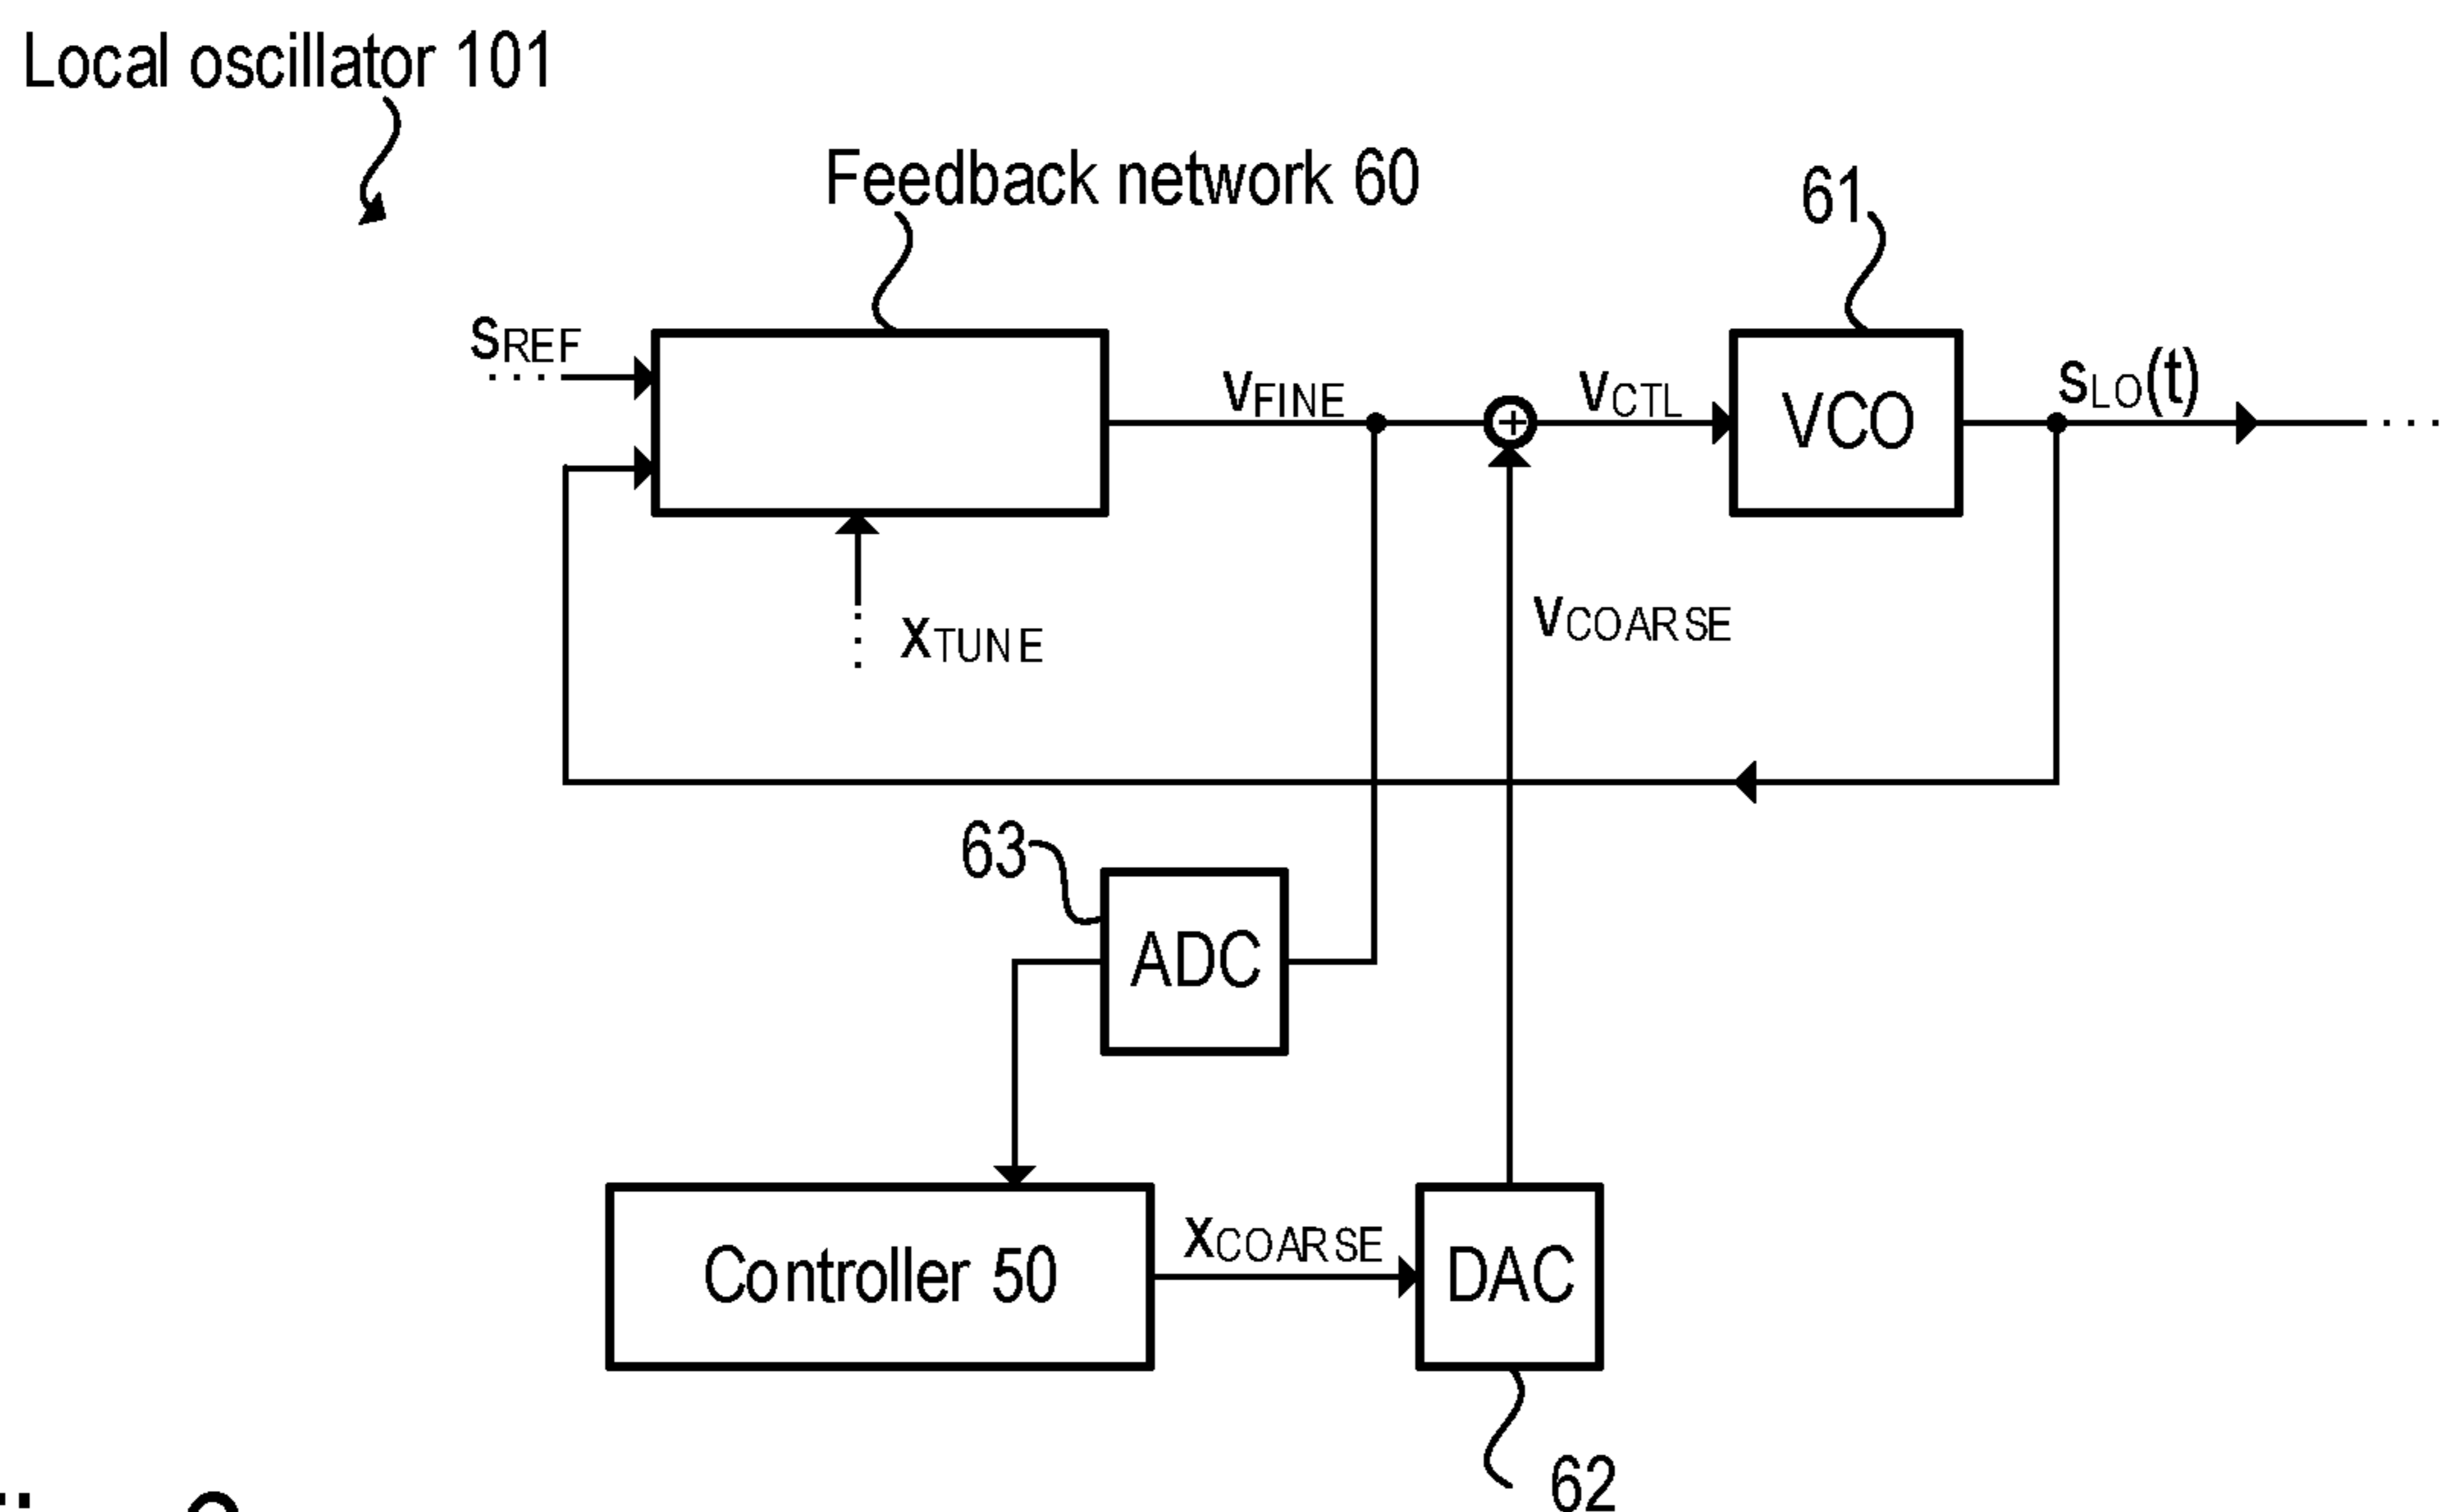 Local oscillator 101
Feedback network 60
61
SREF
VFINE
VCTL
VCO
SLO(t)
XTUNE
VCOARSE
63
ADC
Controller 50
XCOARSE
DAC
62